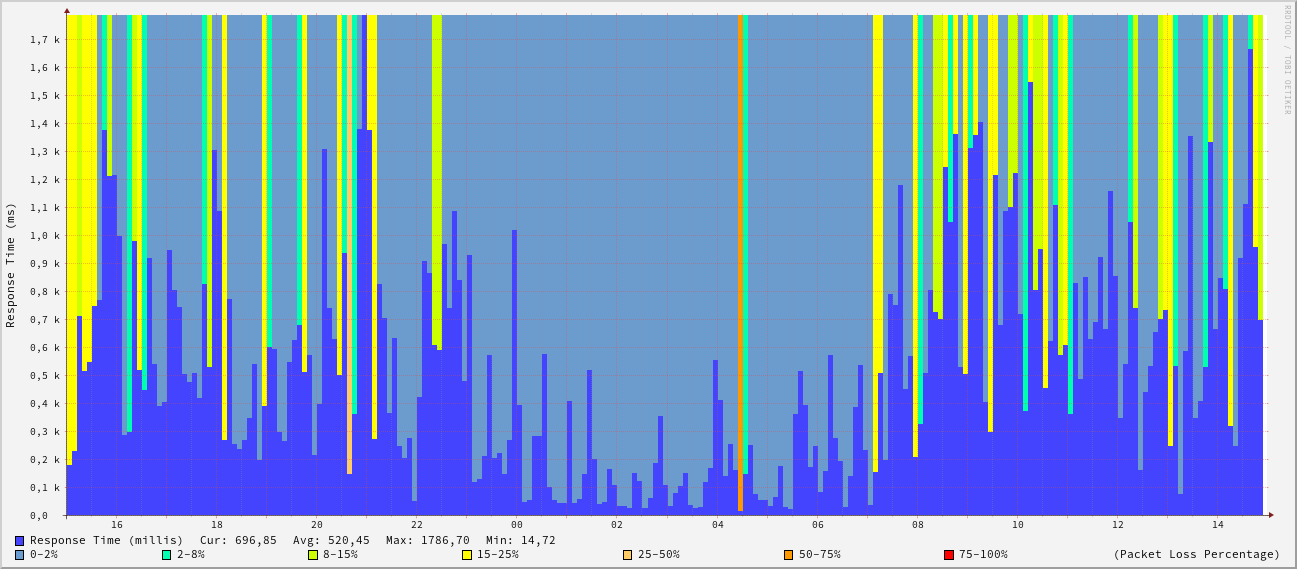 RRDTOOL / TOBI OETIKER
Response Time (ms)
1,7 k
1,6 k
1,5 k
1,4 k
1,3 k
1,2 k
1,1 k
1,0 k
0,9 k
0,8 k
0,7 k
0,6 k
0,5 k
0,4 k
0,3 k
0,2 k
0,1 k
0,0
16 18 20 22 00 02 04 06 08 10 12 14
Response Time (millis) Cur: 696,85 Avg: 520,45 Max: 1786,70 Min: 14,72
0-2% 2-8% 8-15% 15-25% 25-50% 50-75% 75-100% (Packet Loss Percentage)